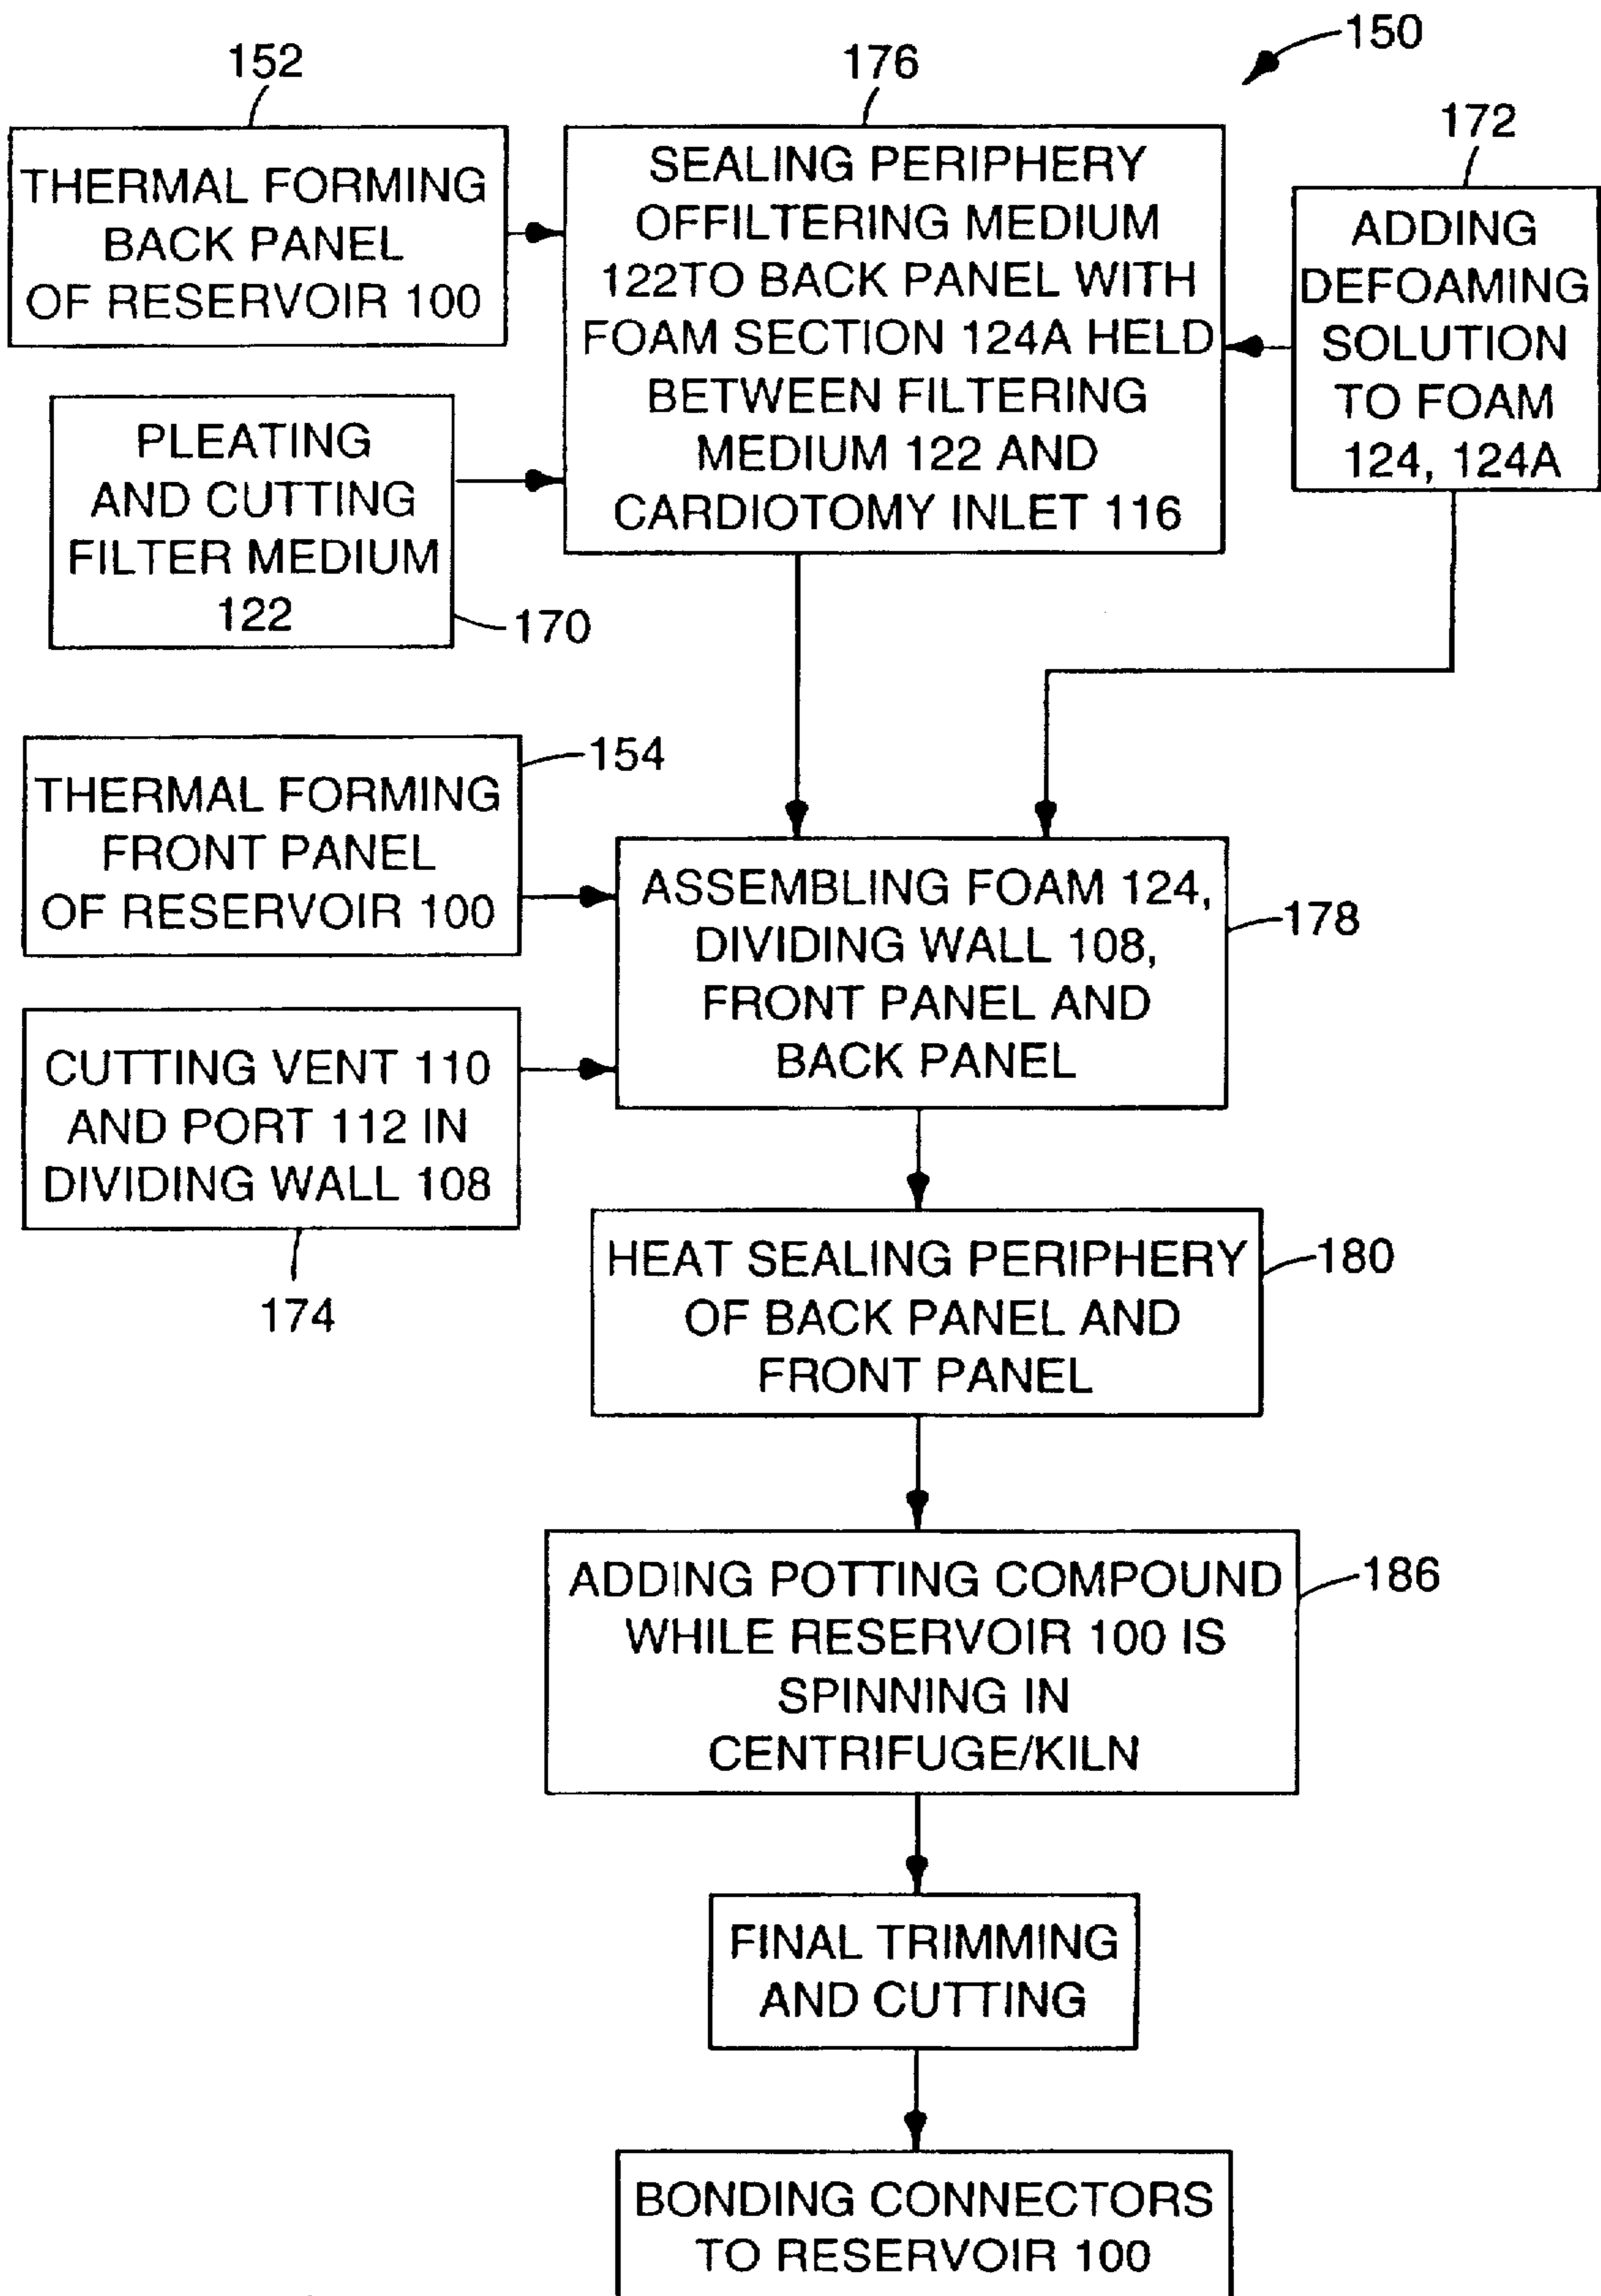 150
152
THERMAL FORMING
BACK PANEL
OF RESERVOIR 100
176
SEALING PERIPHERY
OFFILTERING MEDIUM
122TO BACK PANEL WITH
FOAM SECTION 124A HELD
BETWEEN FILTERING
MEDIUM 122 AND
CARDIOTOMY INLET 116
172
ADDING
DEFOAMING
SOLUTION
TO FOAM
124, 124A
PLEATING
AND CUTTING
FILTER MEDIUM
122
170
154
THERMAL FORMING
FRONT PANEL
OF RESERVOIR 100
ASSEMBLING FOAM 124,
DIVIDING WALL 108,
FRONT PANEL AND
BACK PANEL
178
CUTTING VENT 110
AND PORT 112 IN
DIVIDING WALL 108
174
HEAT SEALING PERIPHERY
OF BACK PANEL AND
FRONT PANEL
180
ADDING POTTING COMPOUND
WHILE RESERVOIR 100 IS
SPINNING IN
CENTRIFUGE/KILN
186
FINAL TRIMMING
AND CUTTING
BONDING CONNECTORS
TO RESERVOIR 100